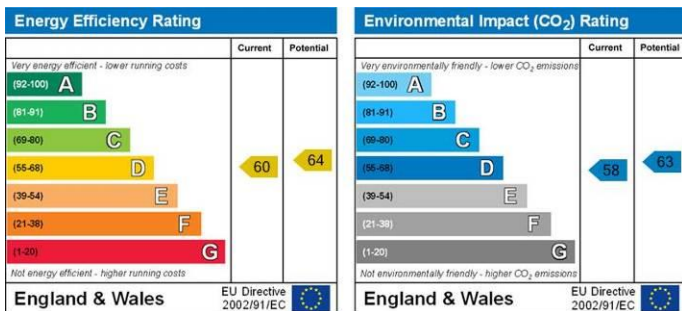 Energy Efficiency Rating
Current Potential
Very energy efficient - lower running costs
(92-100) A
(81-91) B
(69-80) C
(55-68) D
(39-54) E
(21-38) F
(1-20) G
60
64
Not energy efficient - higher running costs
England & Wales
EU Directive
2002/91/EC
Environmental Impact (CO₂) Rating
Current Potential
Very environmentally friendly - lower CO₂ emissions
(92-100) A
(81-91) B
(69-80) C
(55-68) D
(39-54) E
(21-38) F
(1-20) G
58
63
Not environmentally friendly - higher CO₂ emissions
England & Wales
EU Directive
2002/91/EC